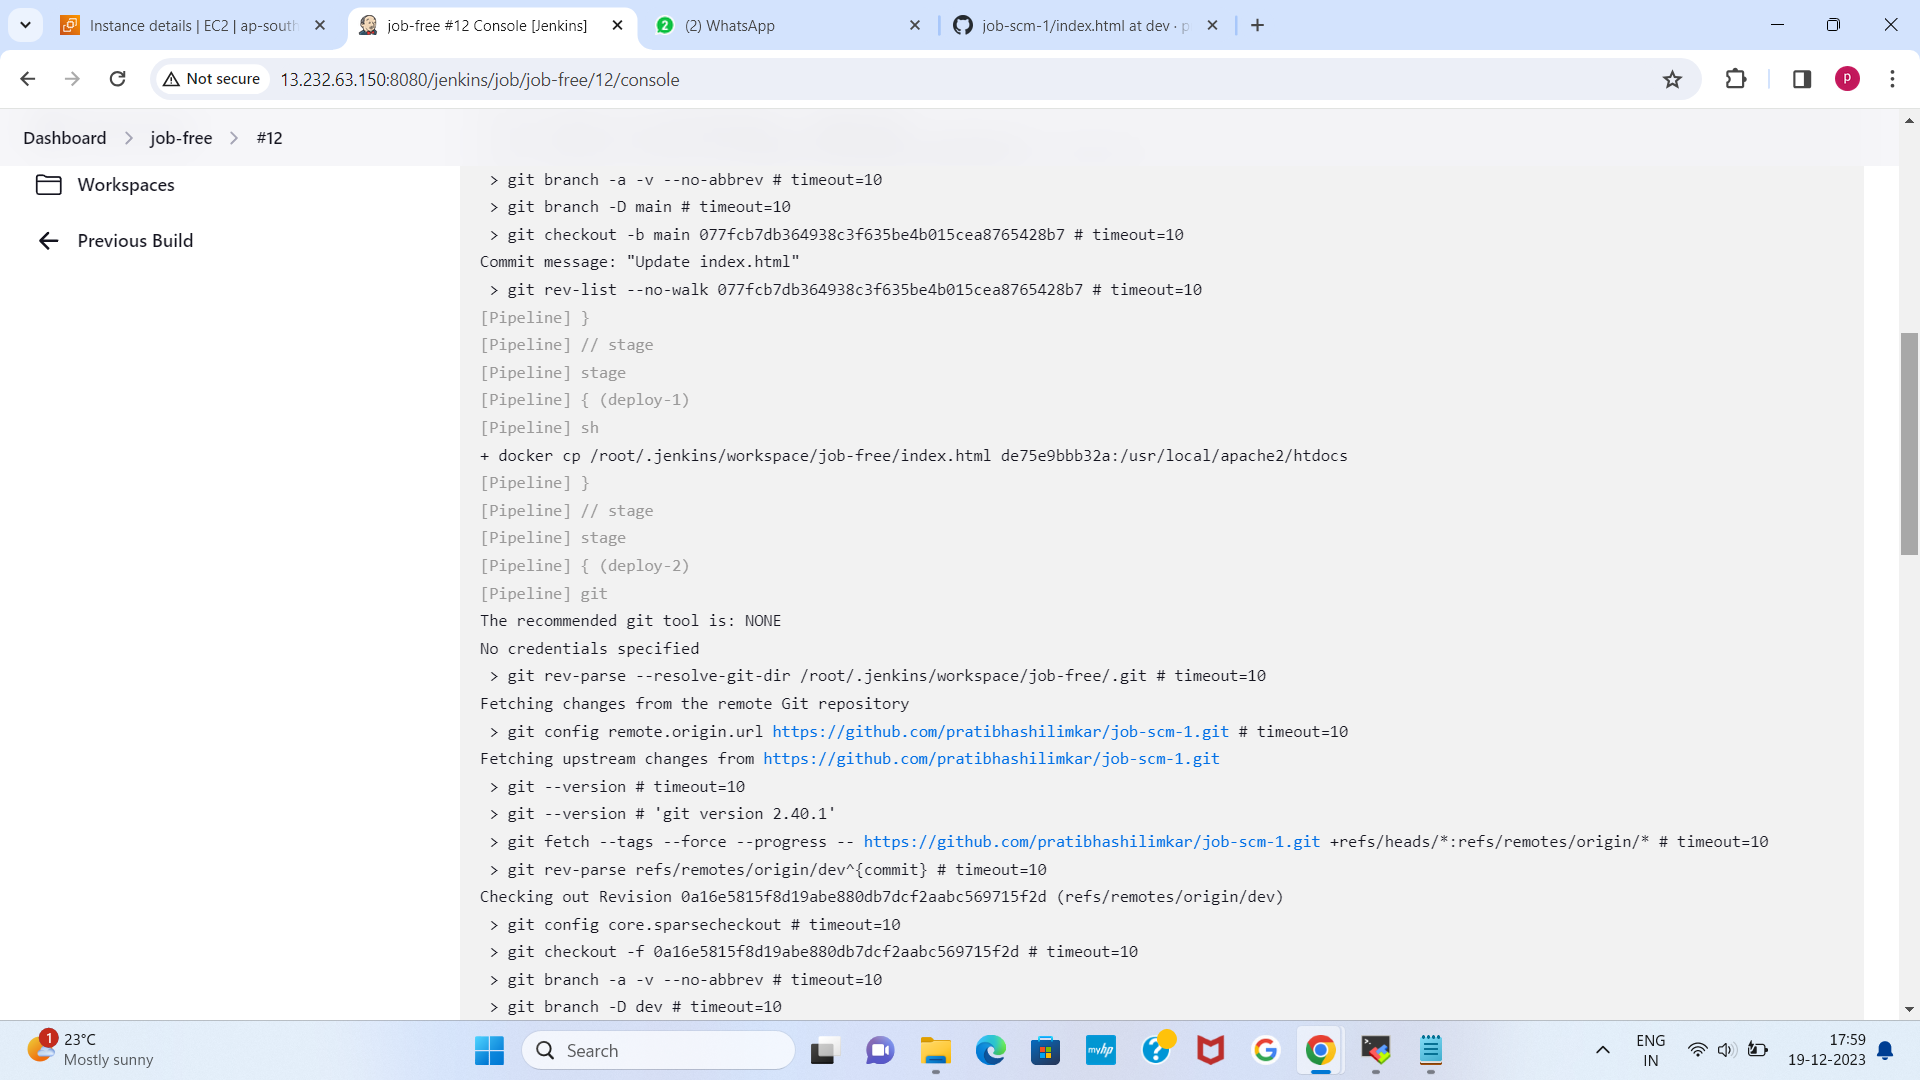 Instance details | EC2 | ap-south
job-free #12 Console [Jenkins]
2
(2) WhatsApp
job-scm-1/index.html at dev · p
Not secure
13.232.63.150:8080/jenkins/job/job-free/12/console
P
Dashboard
job-free
#12
Workspaces
Previous Build
> git branch -a -v --no-abbrev # timeout=10
> git branch -D main # timeout=10
> git checkout -b main 077fcb7db364938c3f635be4b015cea8765428b7 # timeout=10
Commit message: "Update index.html"
> git rev-list --no-walk 077fcb7db364938c3f635be4b015cea8765428b7 # timeout=10
[Pipeline] }
[Pipeline] // stage
[Pipeline] stage
[Pipeline] { (deploy-1)
[Pipeline] sh
+ docker cp /root/.jenkins/workspace/job-free/index.html de75e9bbb32a:/usr/local/apache2/htdocs
[Pipeline] }
[Pipeline] // stage
[Pipeline] stage
[Pipeline] { (deploy-2)
[Pipeline] git
The recommended git tool is: NONE
No credentials specified
> git rev-parse --resolve-git-dir /root/.jenkins/workspace/job-free/.git # timeout=10
Fetching changes from the remote Git repository
> git config remote.origin.url https://github.com/pratibhashilimkar/job-scm-1.git # timeout=10
Fetching upstream changes from https://github.com/pratibhashilimkar/job-scm-1.git
> git --version # timeout=10
> git --version # 'git version 2.40.1'
> git fetch --tags --force --progress -- https://github.com/pratibhashilimkar/job-scm-1.git +refs/heads/*:refs/remotes/origin/* # timeout=10
> git rev-parse refs/remotes/origin/dev^{commit} # timeout=10
Checking out Revision 0a16e5815f8d19abe880db7dcf2aabc569715f2d (refs/remotes/origin/dev)
> git config core.sparsecheckout # timeout=10
> git checkout -f 0a16e5815f8d19abe880db7dcf2aabc569715f2d # timeout=10
> git branch -a -v --no-abbrev # timeout=10
> git branch -D dev # timeout=10
1
23°C
Mostly sunny
Search
myhp
ENG
IN
17:59
19-12-2023